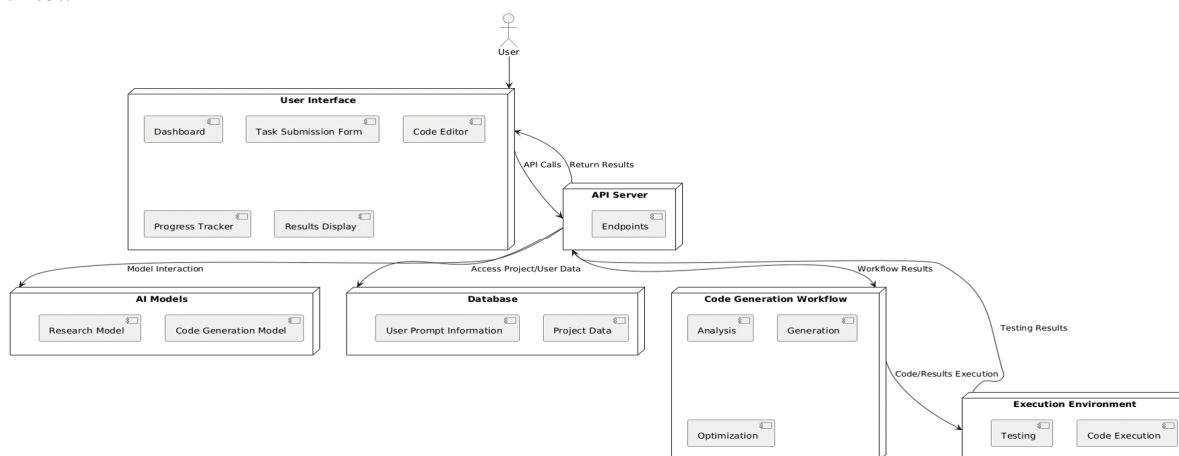 User
User Interface
Dashboard
Task Submission Form
Code Editor
Progress Tracker
Results Display
API Calls
Return Results
API Server
Endpoints
Model Interaction
Access Project/User Data
Workflow Results
AI Models
Research Model
Code Generation Model
Database
User Prompt Information
Project Data
Code Generation Workflow
Analysis
Generation
Optimization
Testing Results
Code/Results Execution
Execution Environment
Testing
Code Execution